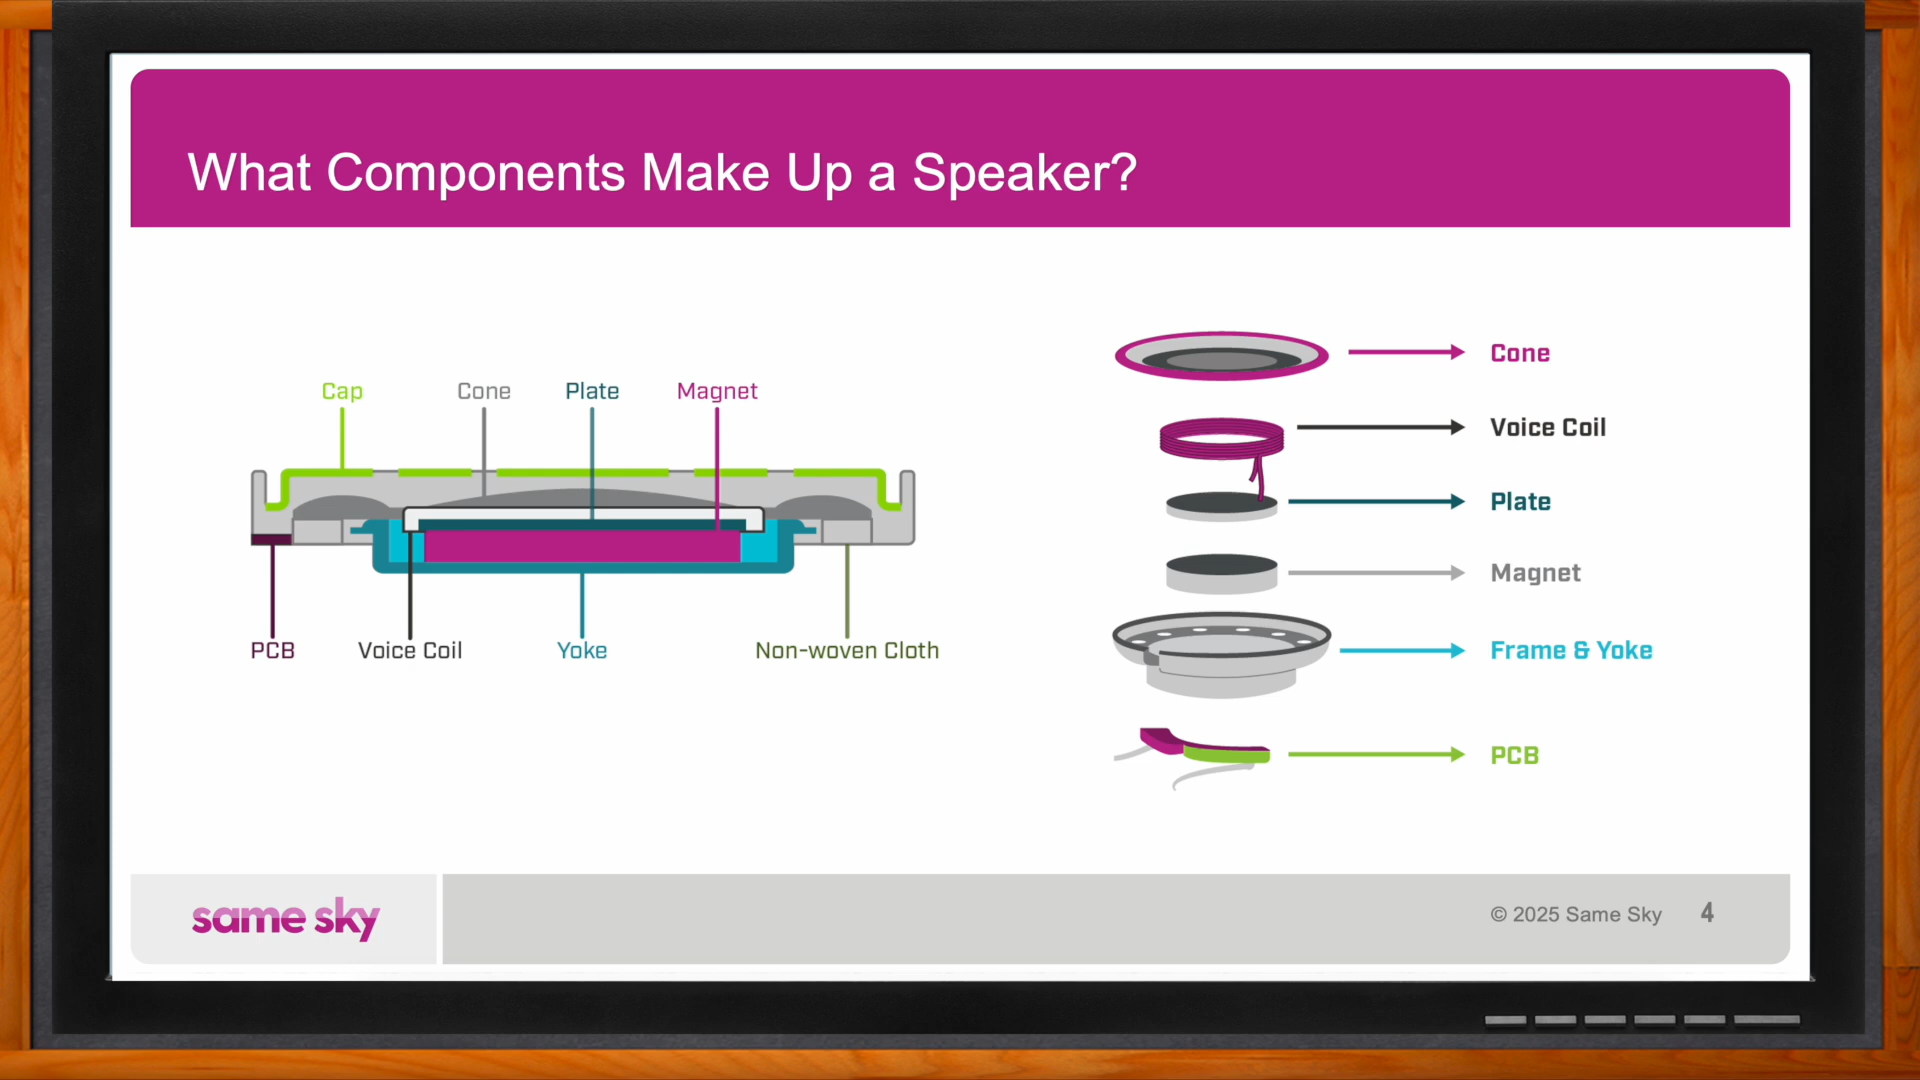 What Components Make Up a Speaker?
Cap
Cone
Plate
Magnet
PCB
Voice Coil
Yoke
Non-woven Cloth
Cone
Voice Coil
Plate
Magnet
Frame & Yoke
PCB
same sky
© 2025 Same Sky
4